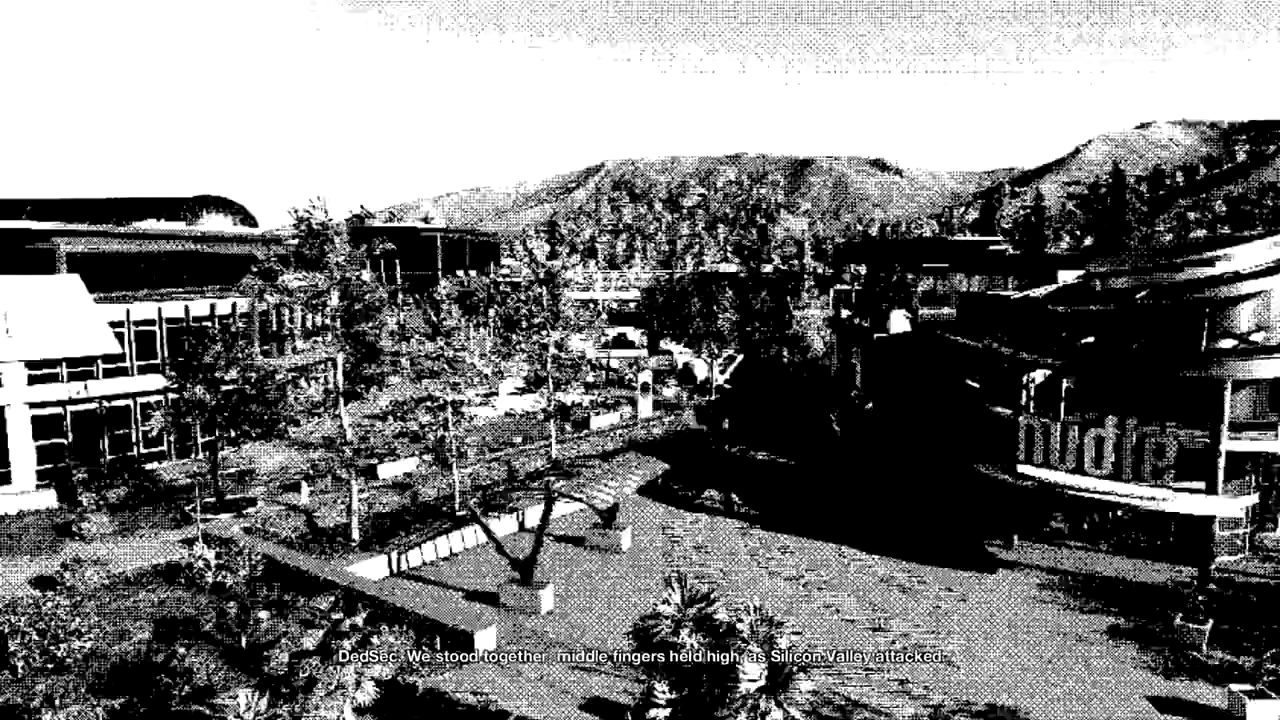 nudle
DedSec. We stood together, middle fingers held high, as Silicon Valley attacked.